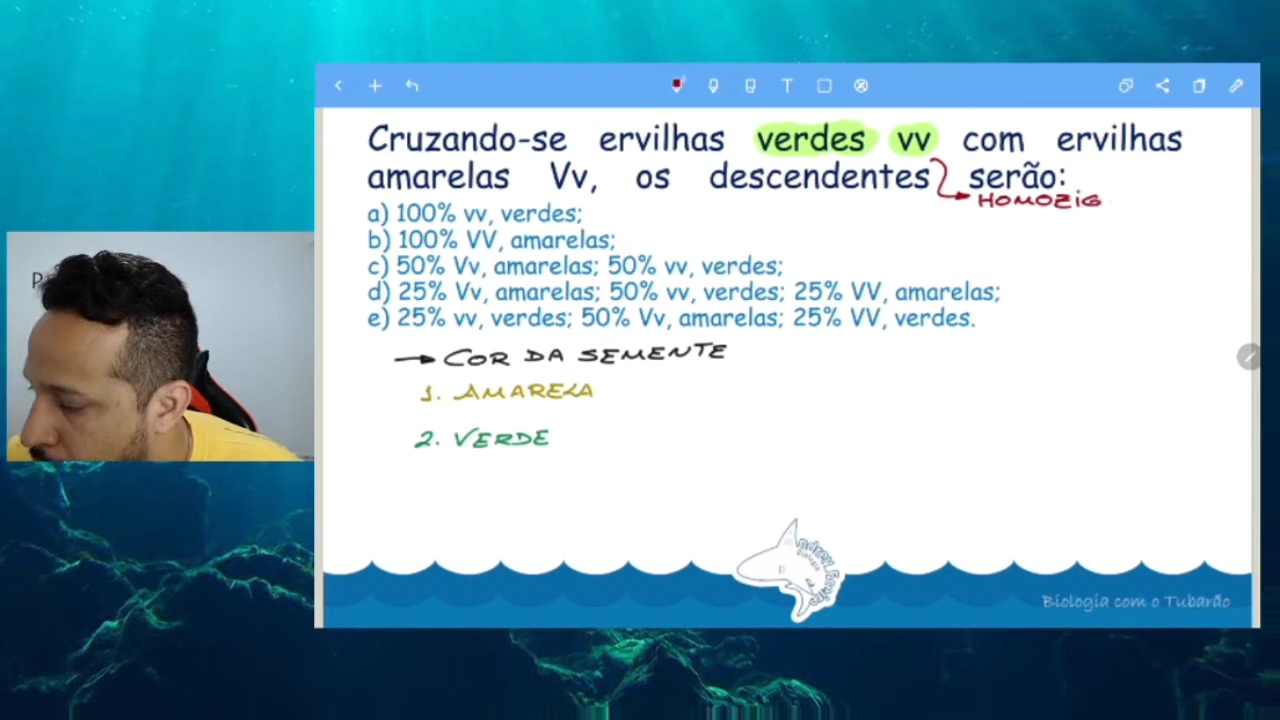 Cruzando-se ervilhas verdes vv com ervilhas
amarelas Vv, os descendentes serão:
HOMOZIG
a) 100% vv, verdes;
b) 100% VV, amarelas;
c) 50% Vv, amarelas; 50% vv, verdes;
d) 25% Vv, amarelas; 50% vv, verdes; 25% VV, amarelas;
e) 25% vv, verdes; 50% Vv, amarelas; 25% VV, verdes.
→ COR DA SEMENTE
1. AMARELA
2. VERDE
Biologia com o Tubarão